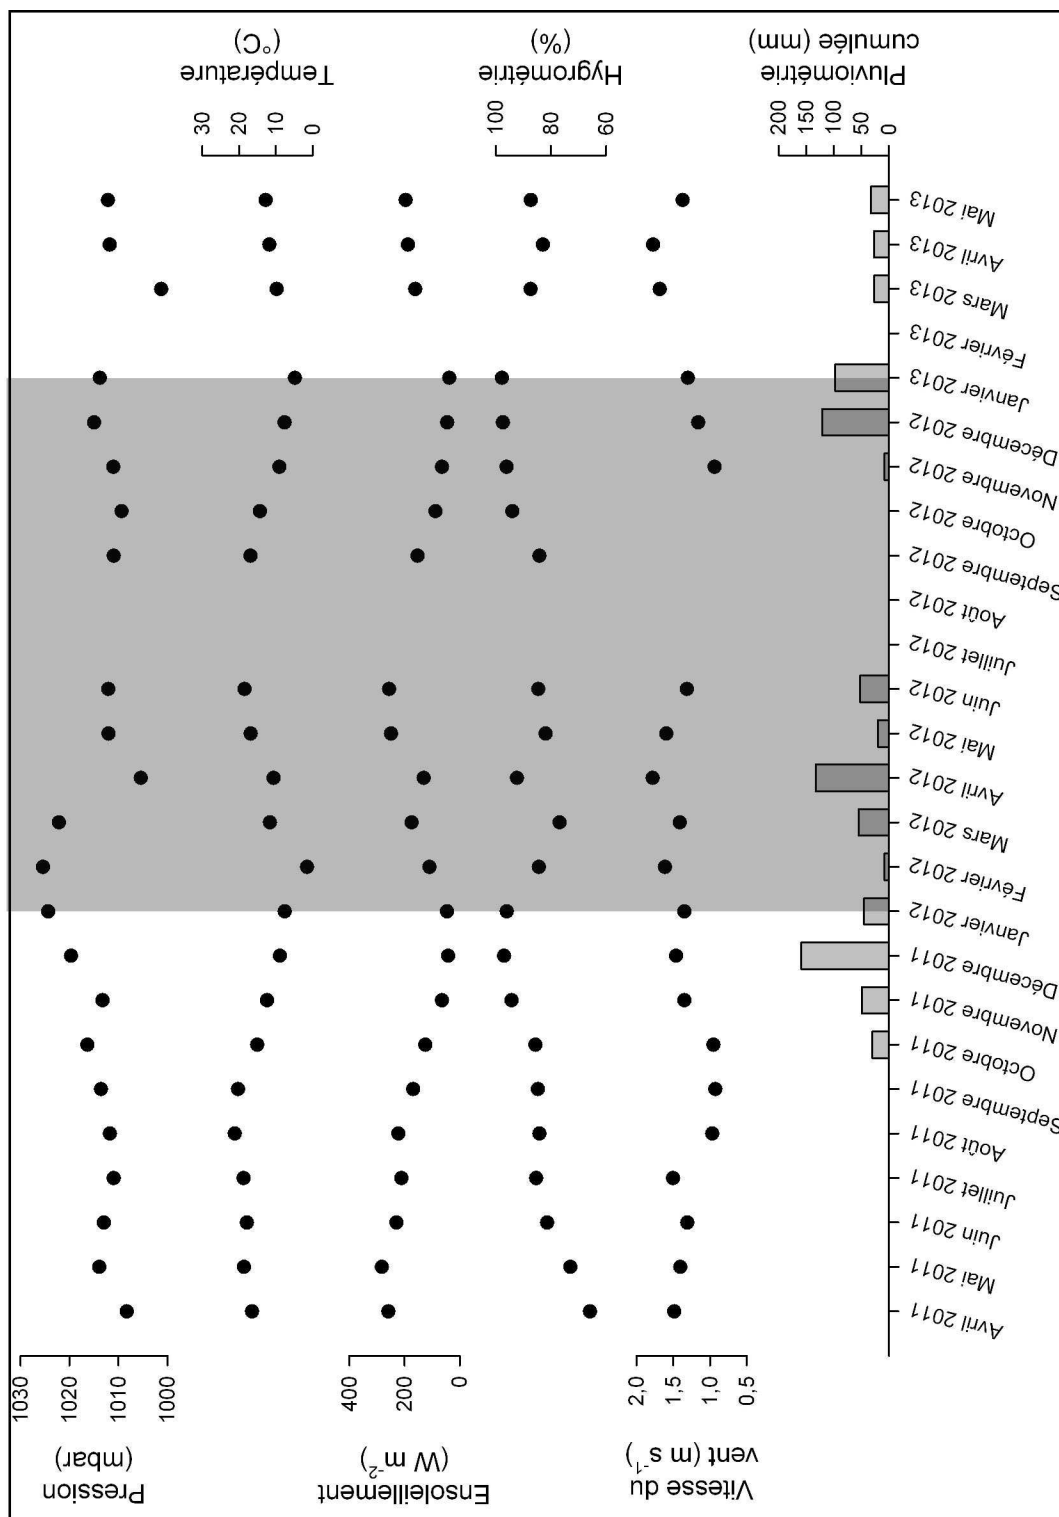 Pression
(mbar)
1030
1020
1010
1000
Température
(°C)
30
20
10
0
Ensoleillement
(W m-2)
400
200
0
Hygrométrie
(%)
100
80
60
Vitesse du
vent (m s-1)
2,0
1,5
1,0
0,5
Pluviométrie
cumulée (mm)
200
150
100
50
0
Avril 2011
Mai 2011
Juin 2011
Juillet 2011
Août 2011
Septembre 2011
Octobre 2011
Novembre 2011
Décembre 2011
Janvier 2012
Février 2012
Mars 2012
Avril 2012
Mai 2012
Juin 2012
Juillet 2012
Août 2012
Septembre 2012
Octobre 2012
Novembre 2012
Décembre 2012
Janvier 2013
Février 2013
Mars 2013
Avril 2013
Mai 2013